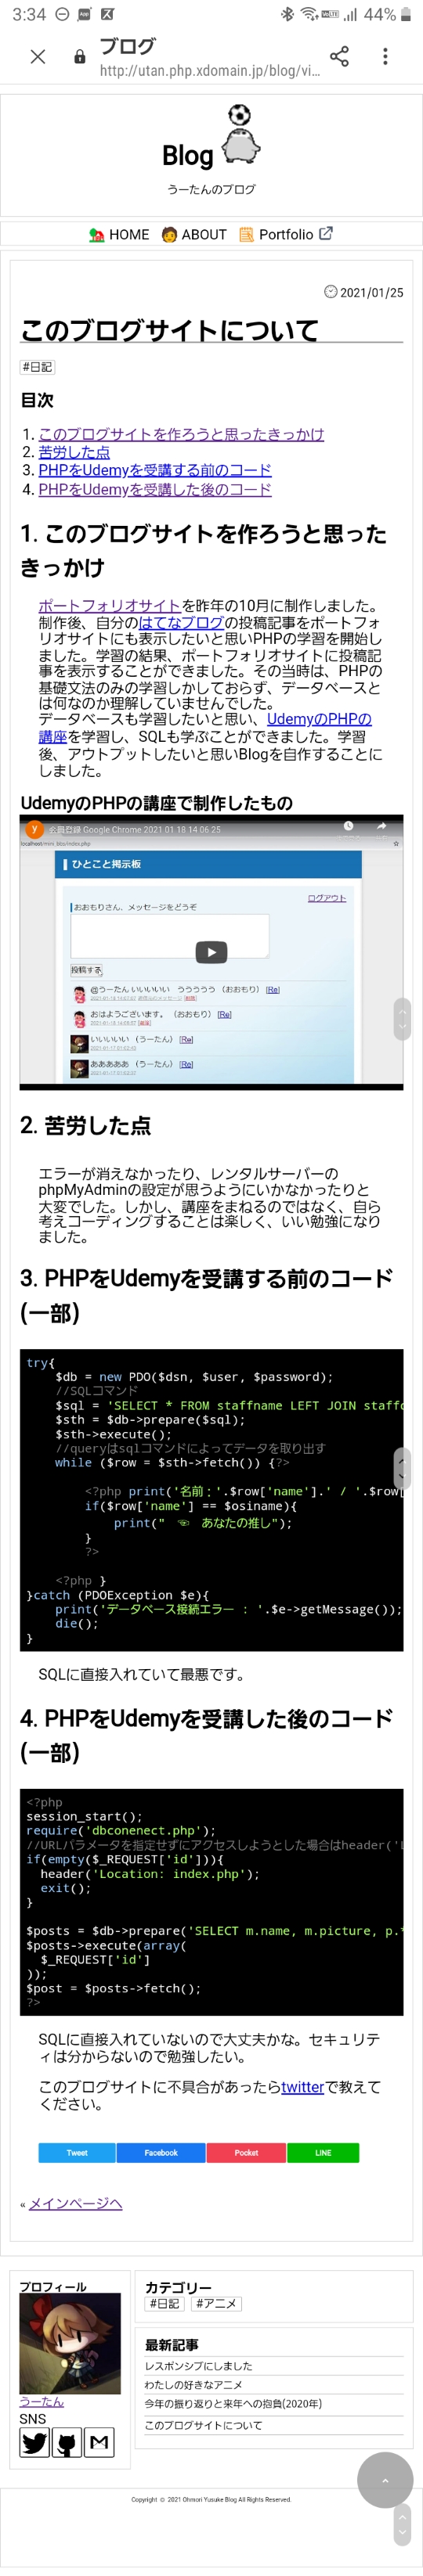 3:34
44%
ブログ
http://utan.php.xdomain.jp/blog/vi...
Blog
うーたんのブログ
HOME ABOUT Portfolio
2021/01/25
このブログサイトについて
#日記
目次
1. このブログサイトを作ろうと思ったきっかけ
2. 苦労した点
3. PHPをUdemyを受講する前のコード
4. PHPをUdemyを受講した後のコード
1. このブログサイトを作ろうと思った
きっかけ
ポートフォリオサイトを昨年の10月に制作しました。
制作後、自分のはてなブログの投稿記事をポートフォ
リオサイトにも表示したいと思いPHPの学習を開始し
ました。学習の結果、ポートフォリオサイトに投稿記
事を表示することができました。その当時は、PHPの
基礎文法のみの学習しかしておらず、データベースと
は何なのか理解していませんでした。
データベースも学習したいと思い、UdemyのPHPの
講座を学習し、SQLも学ぶことができました。学習
後、アウトプットしたいと思いBlogを自作することに
しました。
UdemyのPHPの講座で制作したもの
y 会員登録 Google Chrome 2021 01 18 14 06 25
localhost/mini_bbs/index.php
ひとこと掲示板
ログアウト
おおもりさん、メッセージをどうぞ
投稿する
@うーたん いいいいい ううううう （おおもり） [Re]
おはようございます。 （おおもり） [Re]
いいいいい （うーたん） [Re]
あああああ （うーたん） [Re]
2. 苦労した点
エラーが消えなかったり、レンタルサーバーの
phpMyAdminの設定が思うようにいかなかったりと
大変でした。しかし、講座をまねるのではなく、自ら
考えコーディングすることは楽しく、いい勉強になり
ました。
3. PHPをUdemyを受講する前のコード
(一部)
try{
$db = new PDO($dsn, $user, $password);
//SQLコマンド
$sql = 'SELECT * FROM staffname LEFT JOIN staffc
$sth = $db->prepare($sql);
$sth->execute();
//queryはsqlコマンドによってデータを取り出す
while ($row = $sth->fetch()) {?>
<?php print('名前：'.$row['name'].' / '.$row[
if($row['name'] == $osiname){
print(" ☜ あなたの推し");
}
?>
<?php }
}catch (PDOException $e){
print('データベース接続エラー : '.$e->getMessage());
die();
}
SQLに直接入れていて最悪です。
4. PHPをUdemyを受講した後のコード
(一部)
<?php
session_start();
require('dbconenect.php');
//URLパラメータを指定せずにアクセスしようとした場合はheader('L
if(empty($_REQUEST['id'])){
header('Location: index.php');
exit();
}
$posts = $db->prepare('SELECT m.name, m.picture, p.*
$posts->execute(array(
$_REQUEST['id']
));
$post = $posts->fetch();
?>
SQLに直接入れていないので大丈夫かな。セキュリテ
ィは分からないので勉強したい。
このブログサイトに不具合があったらtwitterで教えて
ください。
Tweet Facebook Pocket LINE
« メインページへ
プロフィール
うーたん
SNS
カテゴリー
#日記 #アニメ
最新記事
レスポンシブにしました
わたしの好きなアニメ
今年の振り返りと来年への抱負(2020年)
このブログサイトについて
Copyright © 2021 Ohmori Yusuke Blog All Rights Reserved.